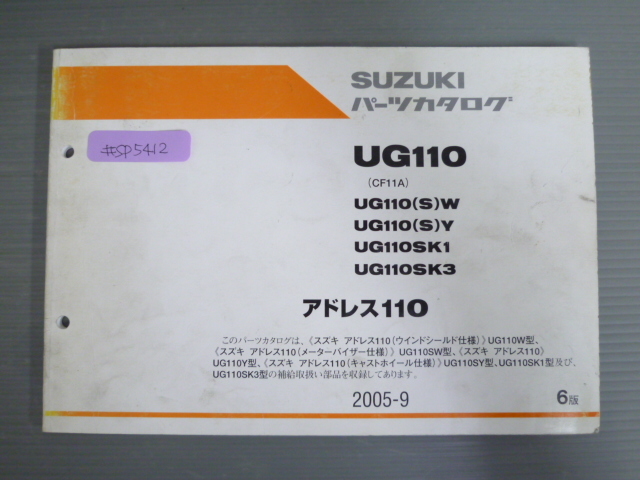 SUZUKI
パーツカタログ
#SP5412
UG110
(CF11A)
UG110(S)W
UG110(S)Y
UG110SK1
UG110SK3
アドレス110
このパーツカタログは、《スズキ アドレス110(ウインドシールド仕様)》UG110W型、
《スズキ アドレス110(メーターバイザー仕様)》UG110SW型、《スズキ アドレス110》
UG110Y型、《スズキ アドレス110(キャストホイール仕様)》UG110SY型、UG110SK1型及び、
UG110SK3型の補給取扱い部品を収録してあります。
2005-9
6版